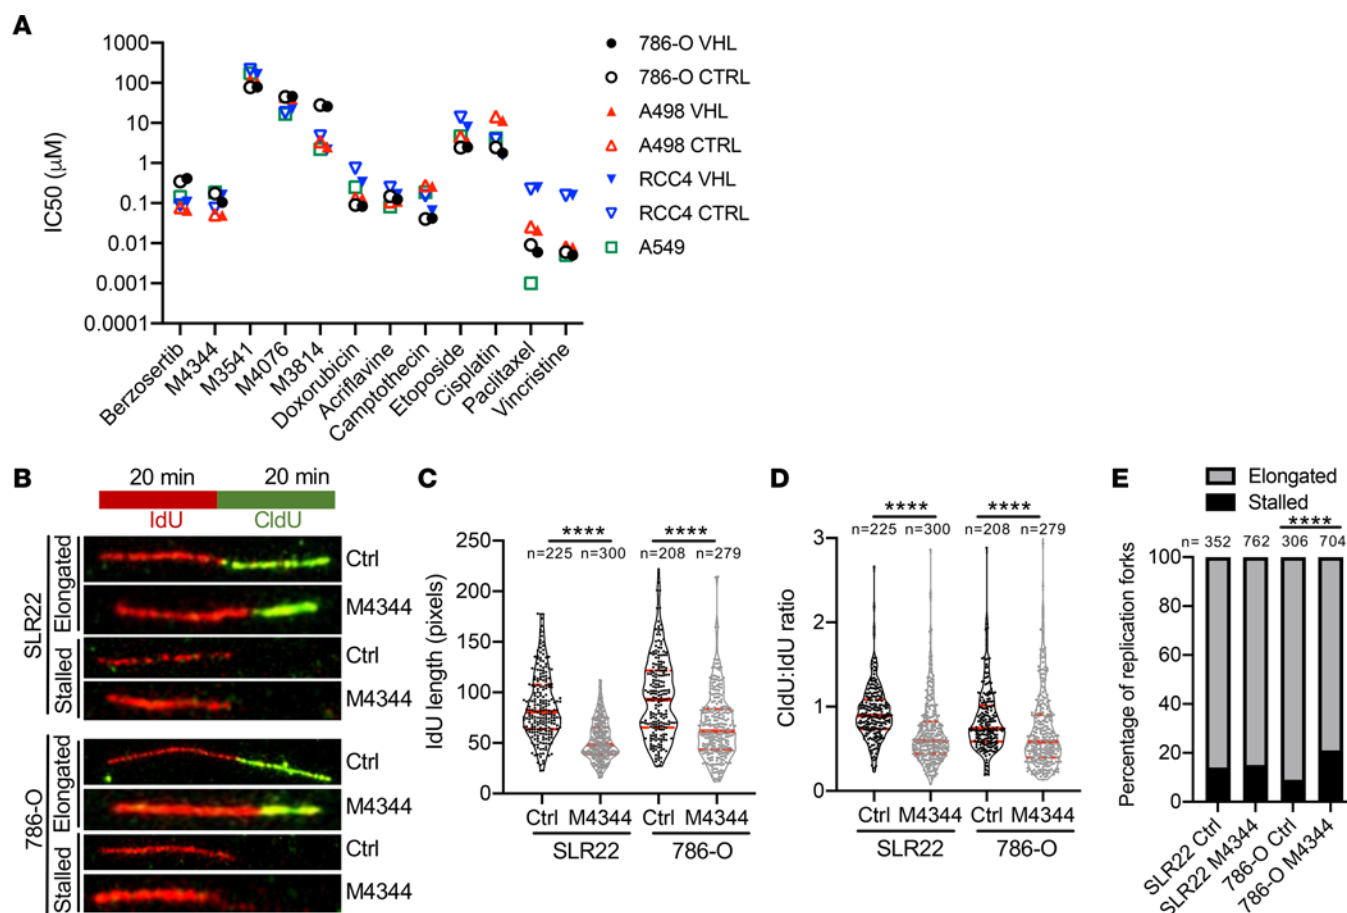 A
IC50 (µM)
1000
100
10
1
0.1
0.01
0.001
0.0001
Berzosertib
M4344
M3541
M4076
M3814
Doxorubicin
Acriflavine
Camptothecin
Etoposide
Cisplatin
Paclitaxel
Vincristine
786-O VHL
786-O CTRL
A498 VHL
A498 CTRL
RCC4 VHL
RCC4 CTRL
A549
B
20 min 20 min
IdU CldU
SLR22
Elongated
Ctrl
M4344
Stalled
Ctrl
M4344
786-O
Elongated
Ctrl
M4344
Stalled
Ctrl
M4344
C
IdU length (pixels)
250
200
150
100
50
0
**** ****
n=225 n=300 n=208 n=279
Ctrl M4344 Ctrl M4344
SLR22 786-O
D
CldU:IdU ratio
3
2
1
0
**** ****
n=225 n=300 n=208 n=279
Ctrl M4344 Ctrl M4344
SLR22 786-O
E
Elongated
Stalled
****
n= 352 762 306 704
Percentage of replication forks
100
80
60
40
20
0
SLR22 Ctrl
SLR22 M4344
786-O Ctrl
786-O M4344